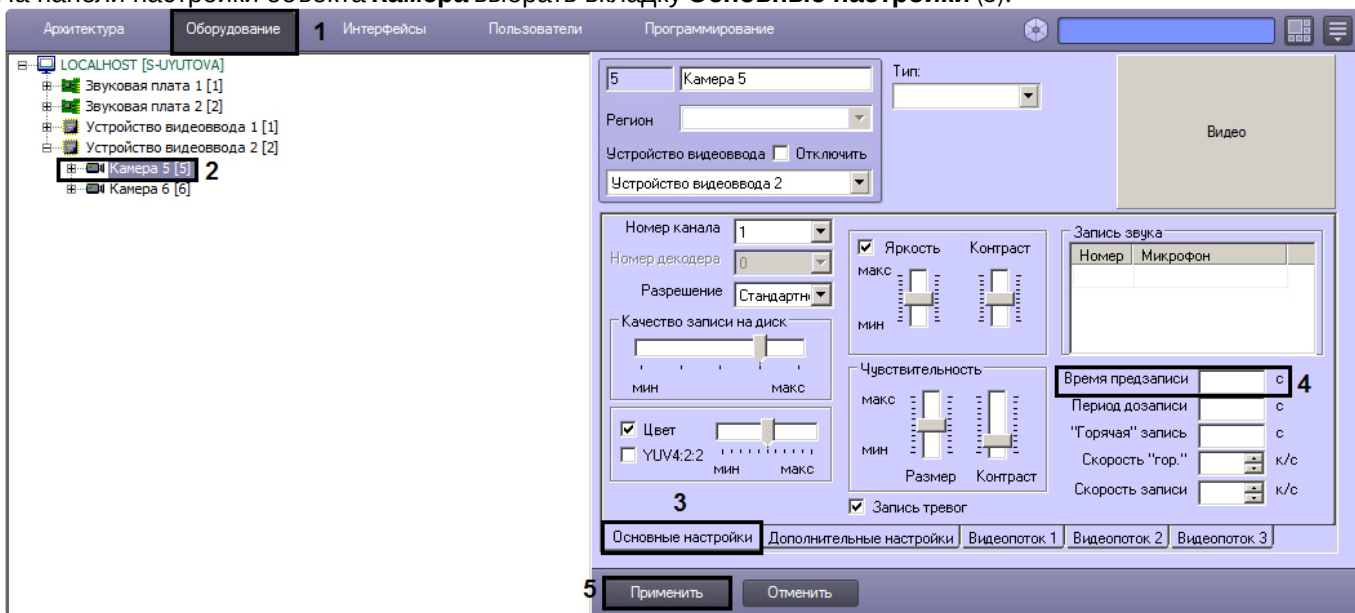 На панели настройки объекта Камера выбрать вкладку Основные настройки (3).
Архитектура Оборудование 1 Интерфейсы Пользователи Программирование
LOCALHOST [S-UYUTOVA]
Звуковая плата 1 [1]
Звуковая плата 2 [2]
Устройство видеоввода 1 [1]
Устройство видеоввода 2 [2]
Камера 5 [5] 2
Камера 6 [6]
5 Камера 5 Тип:
Регион
Устройство видеоввода Отключить
Устройство видеоввода 2
Видео
Номер канала 1
Номер декодера 0
Разрешение Стандартн
Качество записи на диск
мин макс
Цвет
YUV4:2:2
мин макс
Яркость Контраст
макс
мин
Чувствительность
макс
мин
Размер Контраст
Запись тревог
Запись звука
Номер Микрофон
Время предзаписи с 4
Период дозаписи с
"Горячая" запись с
Скорость "гор." к/с
Скорость записи к/с
3
Основные настройки Дополнительные настройки Видеопоток 1 Видеопоток 2 Видеопоток 3
5 Применить Отменить